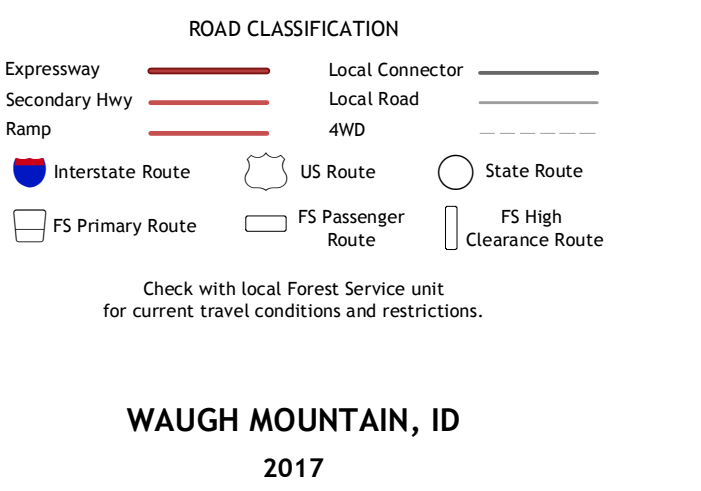 ROAD CLASSIFICATION
Expressway
Local Connector
Secondary Hwy
Local Road
Ramp
4WD
Interstate Route
US Route
State Route
FS Primary Route
FS Passenger
Route
FS High
Clearance Route
Check with local Forest Service unit
for current travel conditions and restrictions.
WAUGH MOUNTAIN, ID
2017